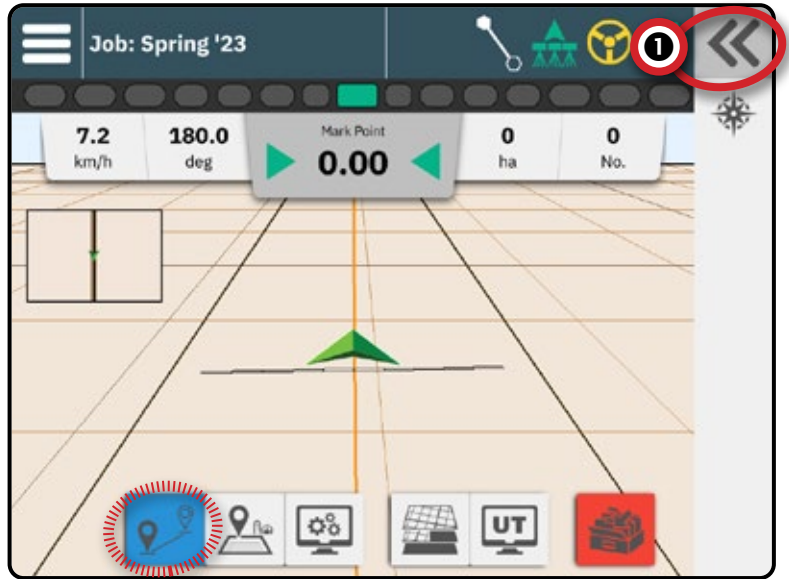 Job: Spring '23
1
7.2
km/h
180.0
deg
Mark Point
0.00
0
ha
0
No.
UT